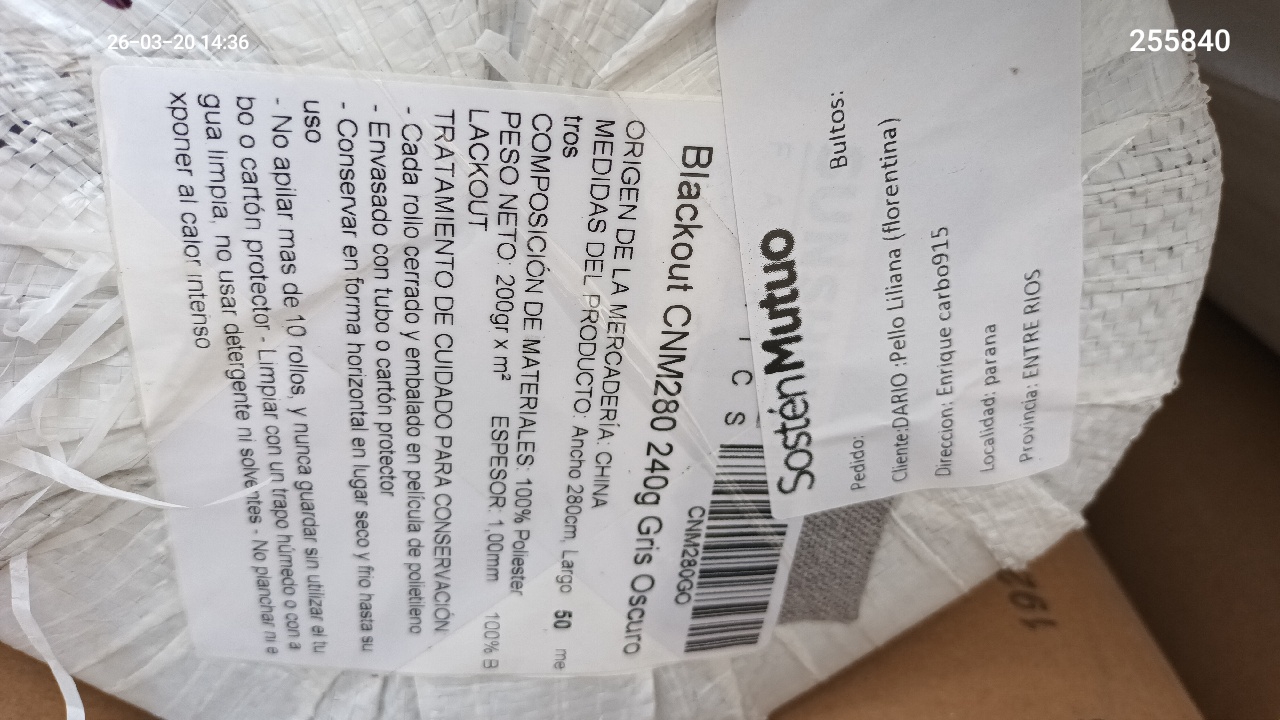 26-03-20 14:36
255840
Bultos:
SosténMutuo
Pedido:
Cliente:DARIO :Pello Liliana (florentina)
Direccion: Enrique carbo915
Localidad: parana
Provincia: ENTRE RIOS
I C S
CNM280GO
Blackout CNM280 240g Gris Oscuro
ORIGEN DE LA MERCADERÍA: CHINA
MEDIDAS DEL PRODUCTO: Ancho 280cm, Largo 50 me
tros
COMPOSICIÓN DE MATERIALES: 100% Poliester
PESO NETO: 200gr x m² ESPESOR: 1,00mm 100% B
LACKOUT
TRATAMIENTO DE CUIDADO PARA CONSERVACIÓN
- Cada rollo cerrado y embalado en película de polietileno
- Envasado con tubo o cartón protector
- Conservar en forma horizontal en lugar seco y frio hasta su
uso
- No apilar mas de 10 rollos, y nunca guardar sin utilizar el tu
bo o cartón protector - Limpiar con un trapo húmedo o con a
gua limpia, no usar detergente ni solventes - No planchar ni e
xponer al calor intenso
192